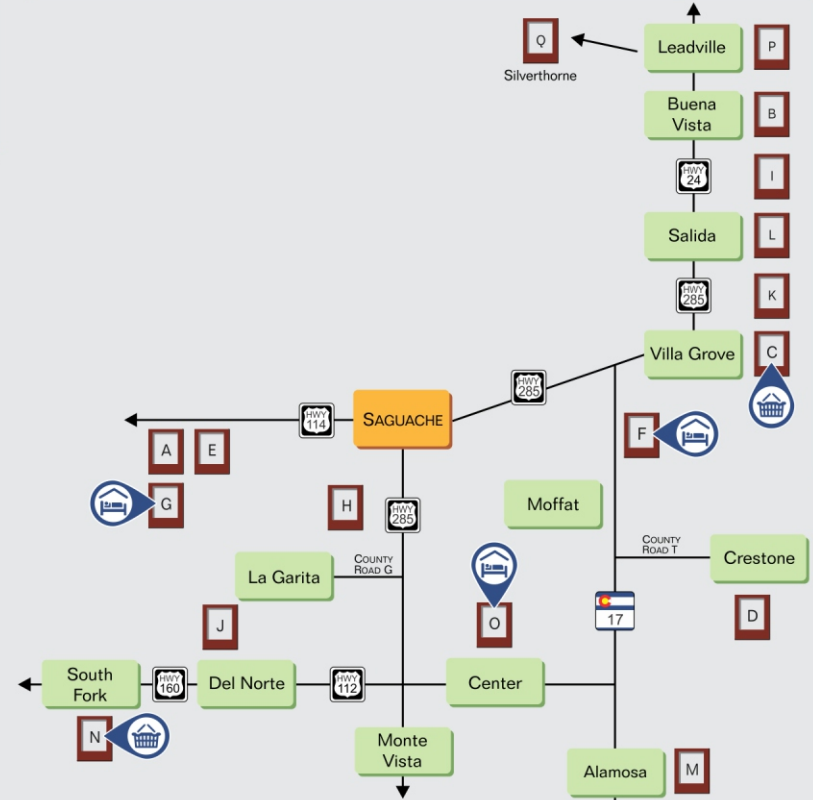 Q
Silverthorne
Leadville
P
Buena
Vista
B
HWY
24
I
Salida
L
HWY
285
K
Villa Grove
C
HWY
285
HWY
114
SAGUACHE
A
E
F
G
H
HWY
285
Moffat
COUNTY
ROAD G
La Garita
COUNTY
ROAD T
Crestone
J
O
17
D
South
Fork
HWY
160
Del Norte
HWY
112
Center
N
Monte
Vista
Alamosa
M